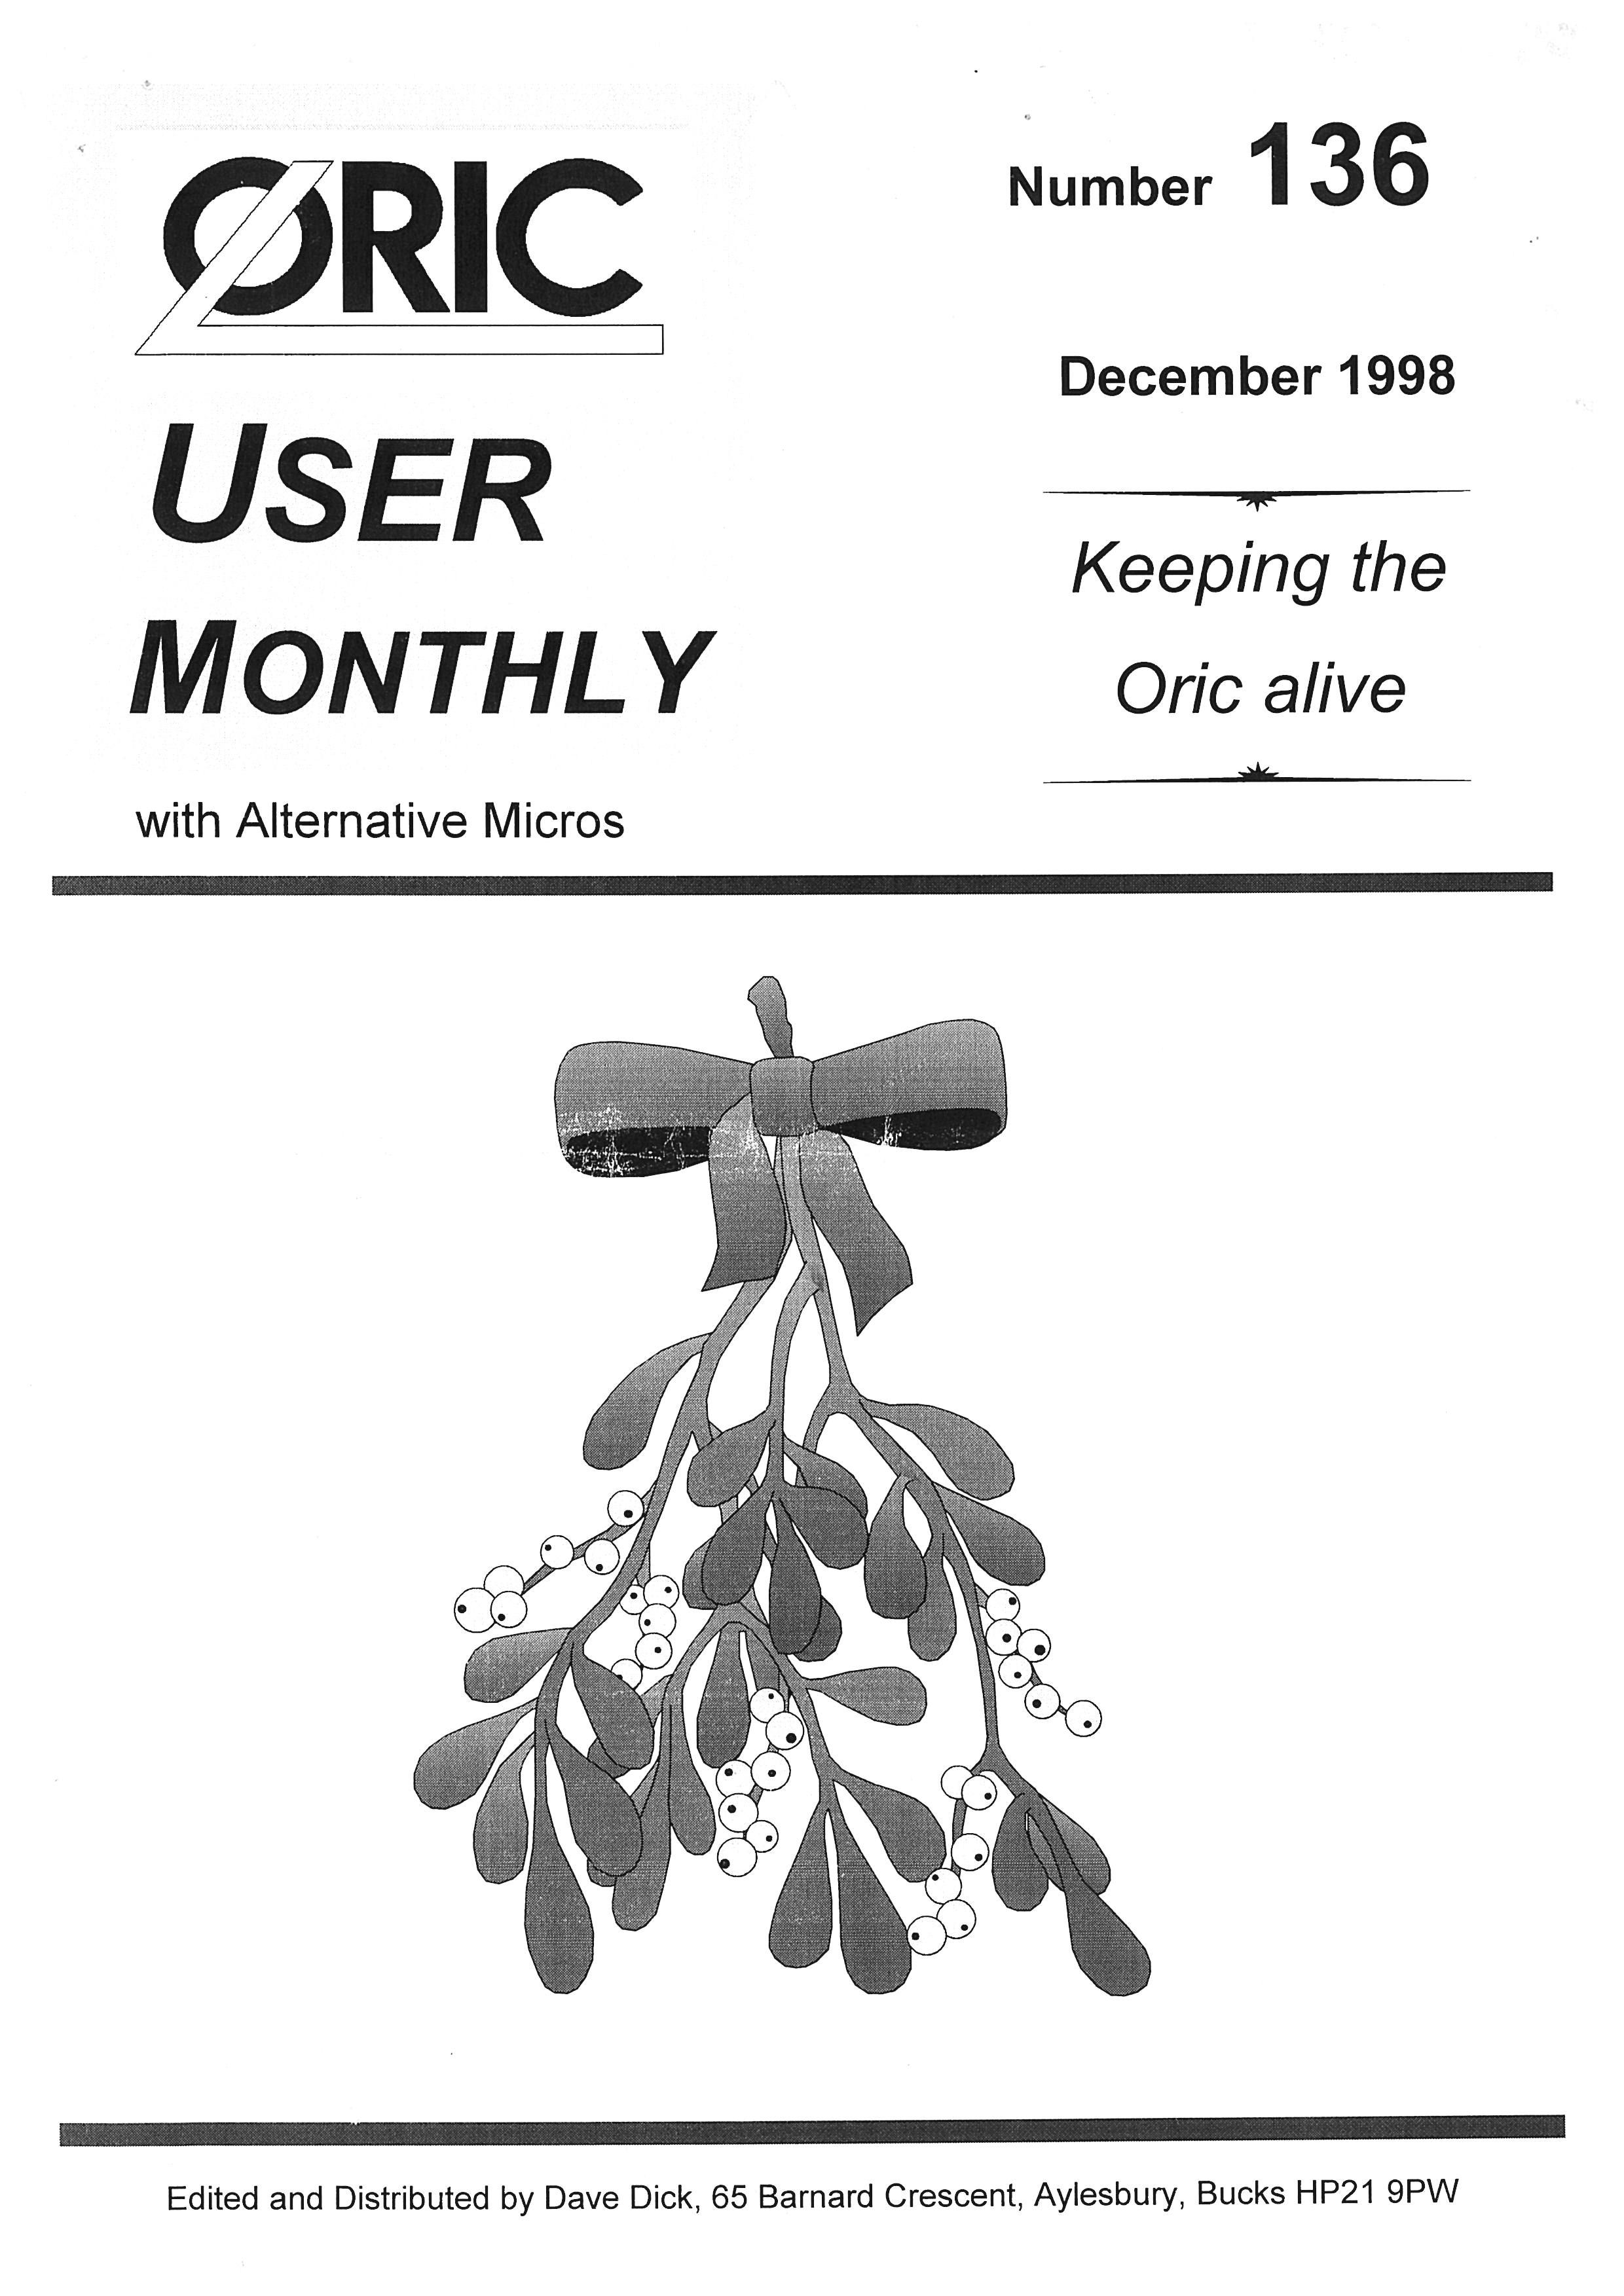 ORIC
USER
MONTHLY
with Alternative Micros
Number 136
December 1998
Keeping the
Oric alive
Edited and Distributed by Dave Dick, 65 Barnard Crescent, Aylesbury, Bucks HP21 9PW